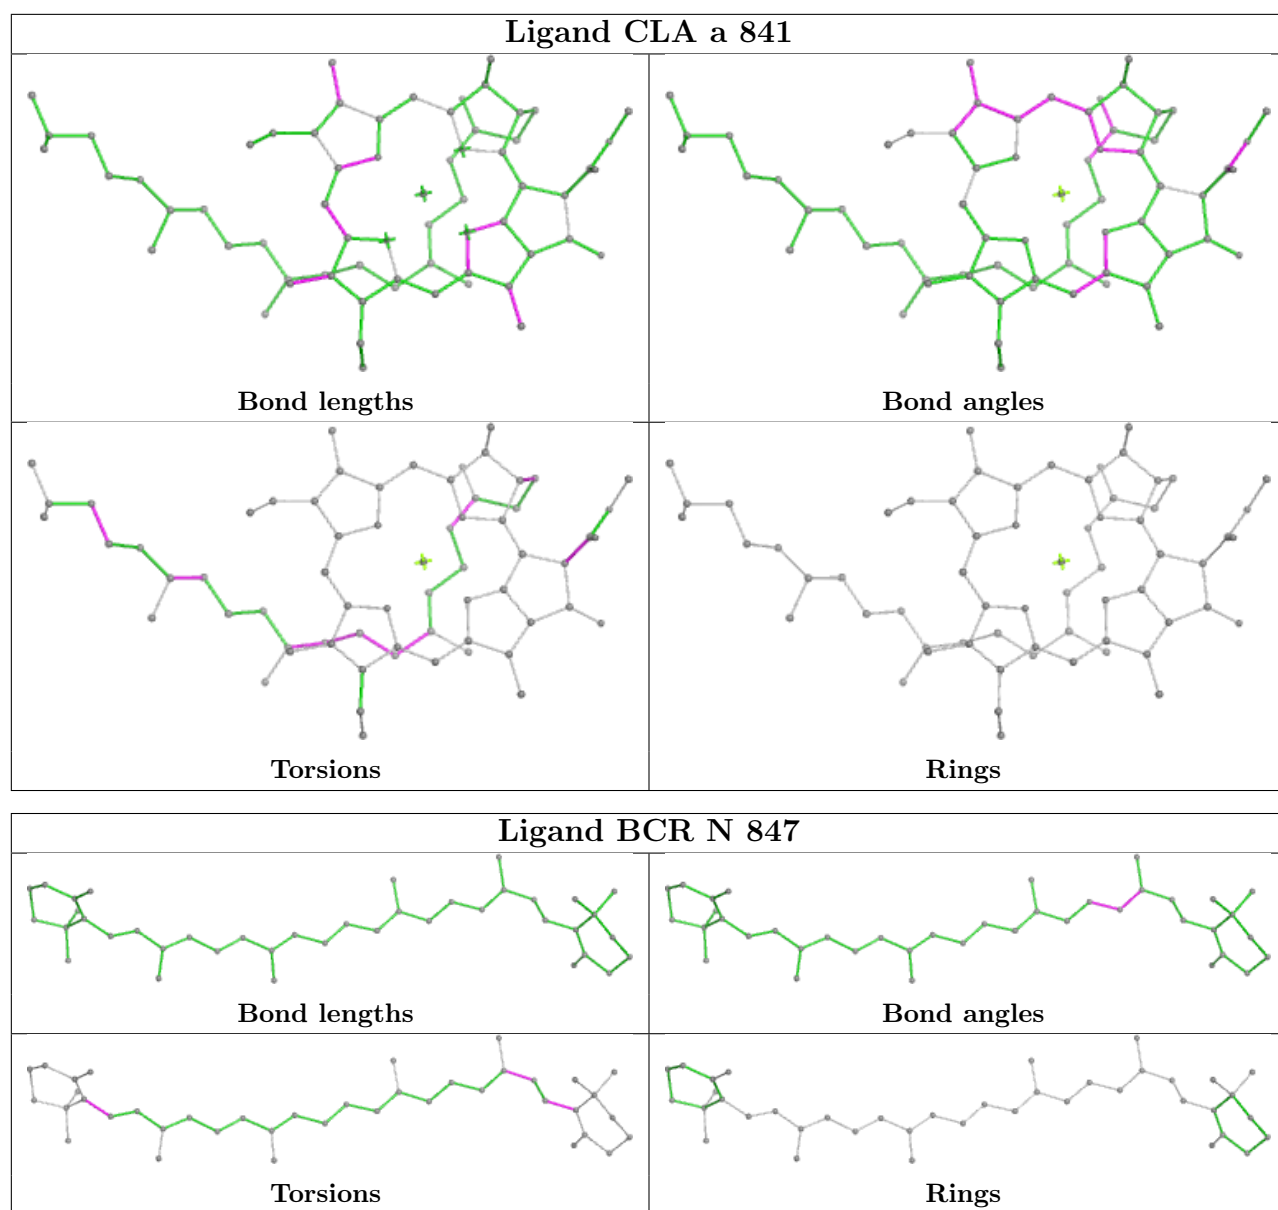 Ligand CLA a 841
Bond lengths
Bond angles
Torsions
Rings
Ligand BCR N 847
Bond lengths
Bond angles
Torsions
Rings